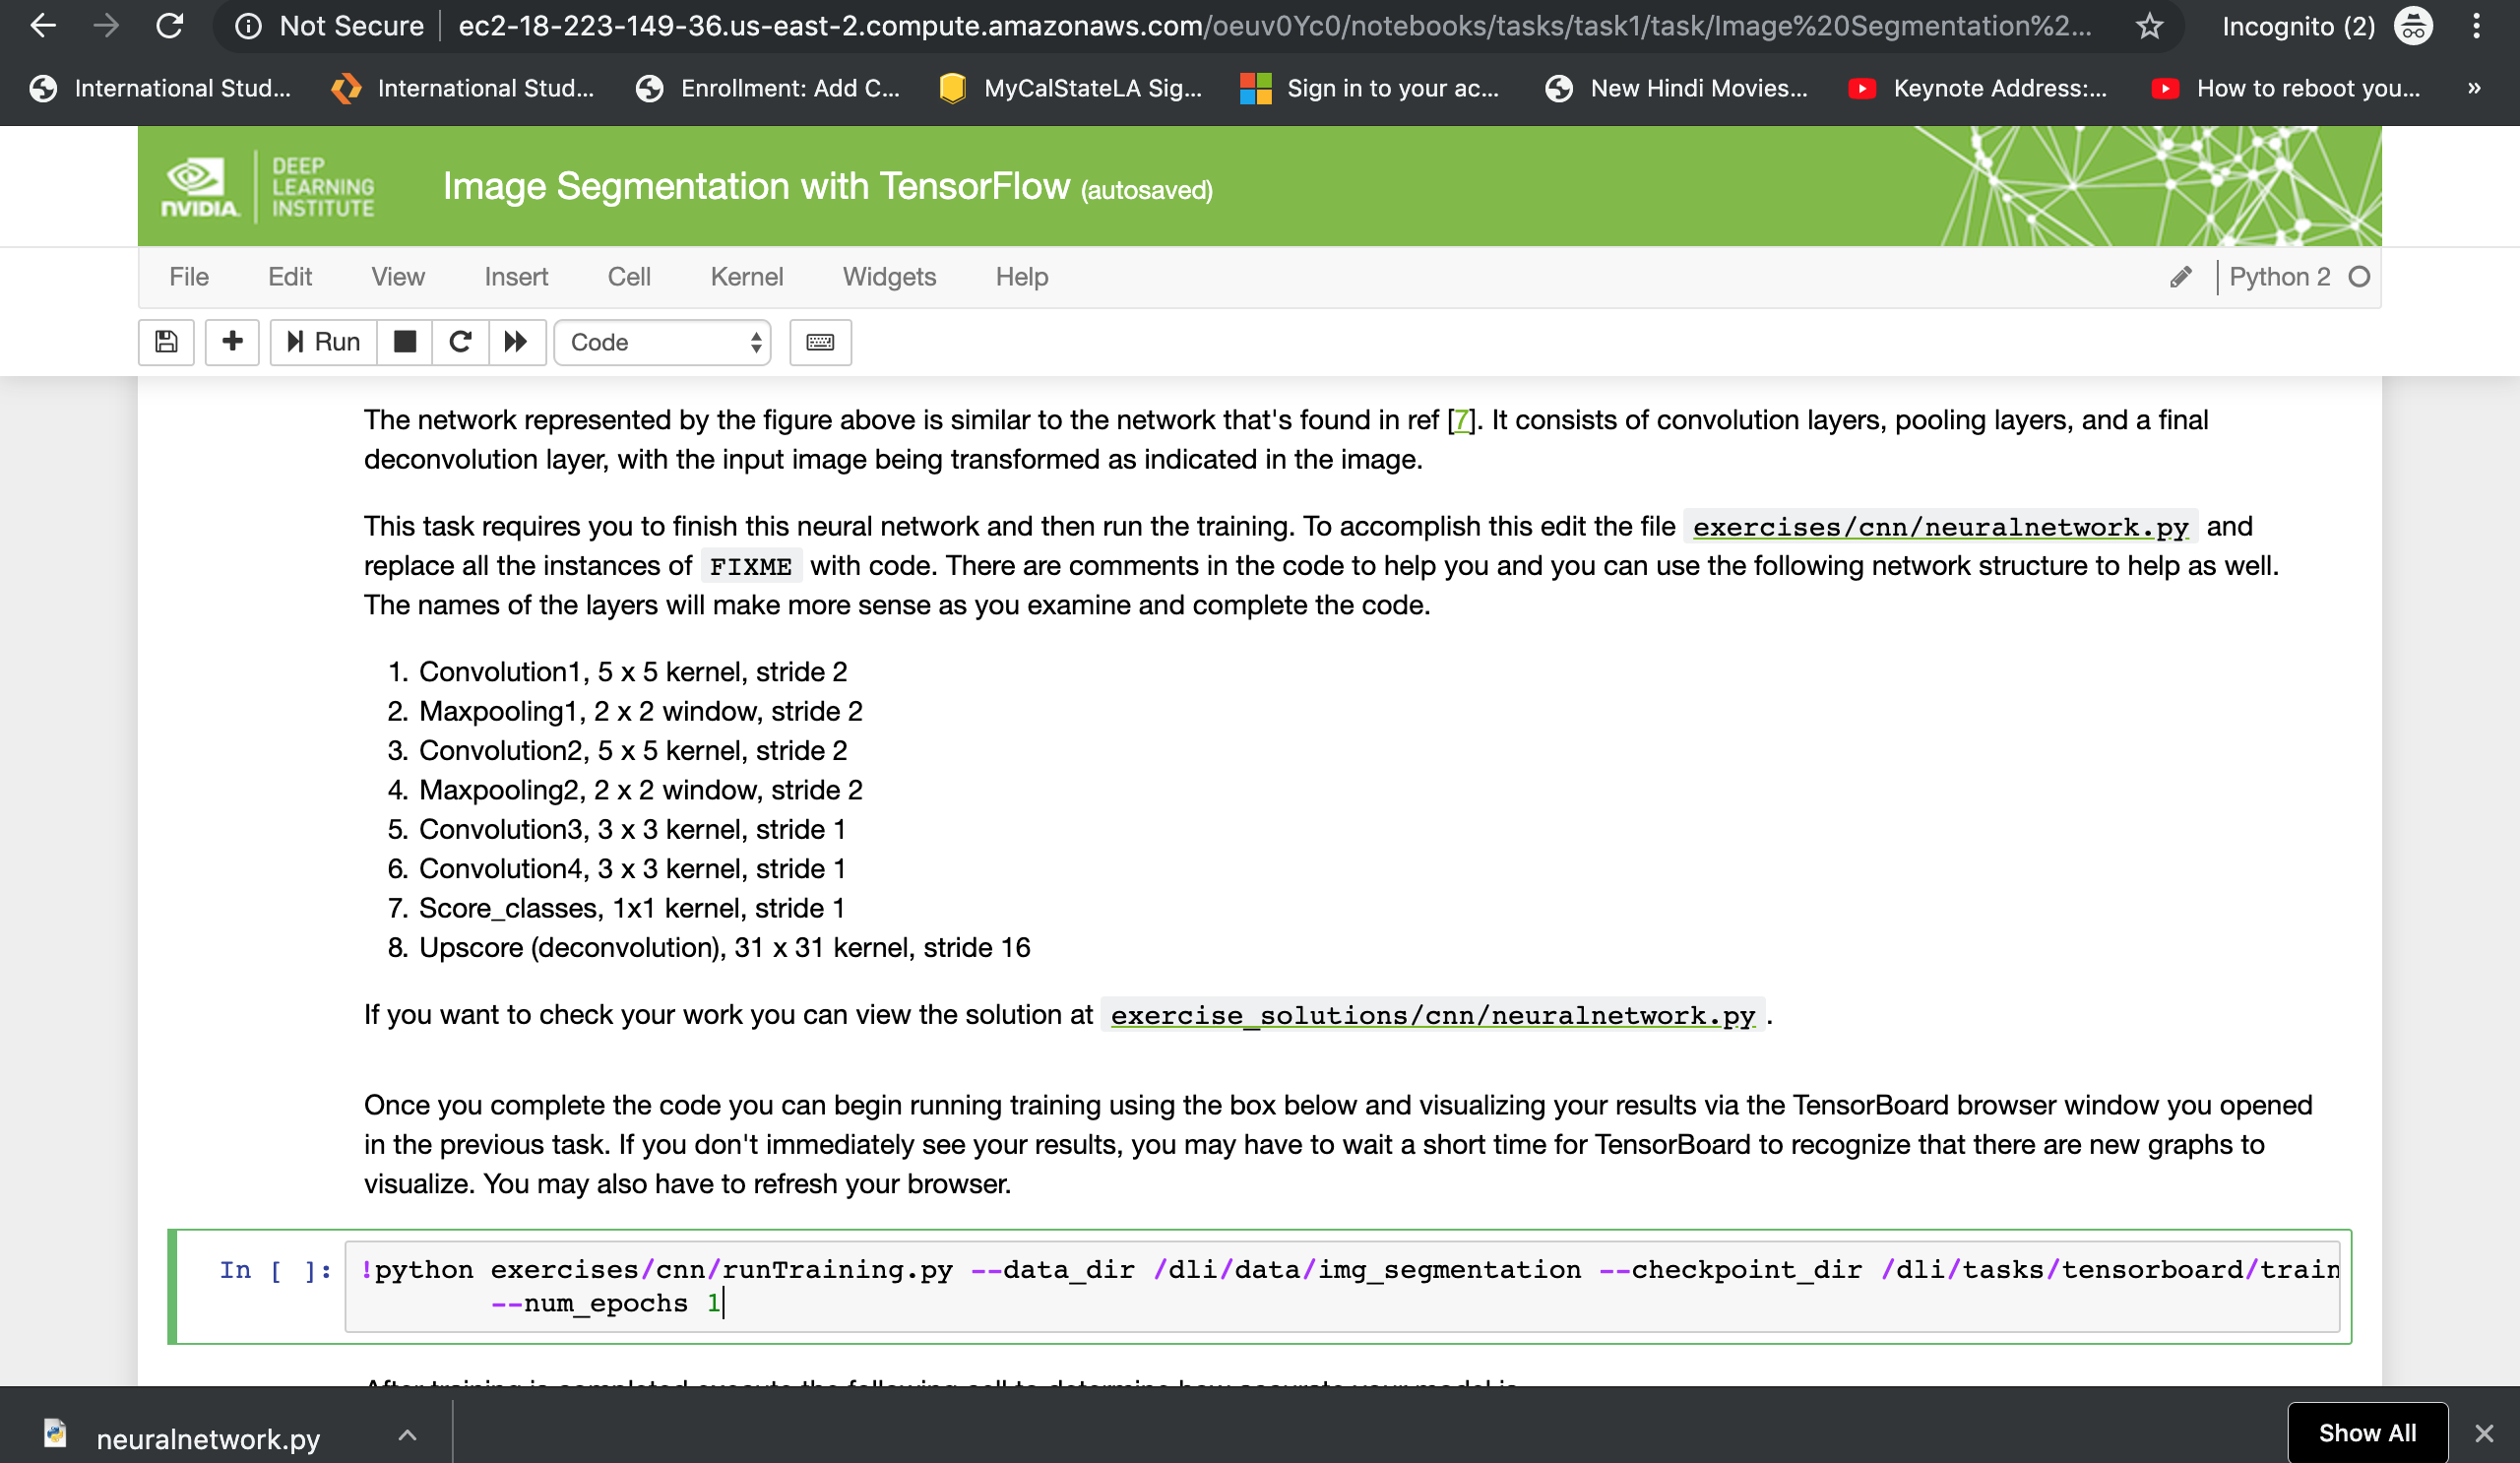 Not Secure ec2-18-223-149-36.us-east-2.compute.amazonaws.com/oeuv0Yc0/notebooks/tasks/task1/task/Image%20Segmentation%2... Incognito (2)
International Stud... International Stud... Enrollment: Add C... MyCalStateLA Sig... Sign in to your ac... New Hindi Movies... Keynote Address:... How to reboot you... »
NVIDIA. DEEP LEARNING INSTITUTE
Image Segmentation with TensorFlow (autosaved)
File Edit View Insert Cell Kernel Widgets Help Python 2
Run Code
The network represented by the figure above is similar to the network that's found in ref [7]. It consists of convolution layers, pooling layers, and a final
deconvolution layer, with the input image being transformed as indicated in the image.
This task requires you to finish this neural network and then run the training. To accomplish this edit the file exercises/cnn/neuralnetwork.py and
replace all the instances of FIXME with code. There are comments in the code to help you and you can use the following network structure to help as well.
The names of the layers will make more sense as you examine and complete the code.
1. Convolution1, 5 x 5 kernel, stride 2
2. Maxpooling1, 2 x 2 window, stride 2
3. Convolution2, 5 x 5 kernel, stride 2
4. Maxpooling2, 2 x 2 window, stride 2
5. Convolution3, 3 x 3 kernel, stride 1
6. Convolution4, 3 x 3 kernel, stride 1
7. Score_classes, 1x1 kernel, stride 1
8. Upscore (deconvolution), 31 x 31 kernel, stride 16
If you want to check your work you can view the solution at exercise_solutions/cnn/neuralnetwork.py .
Once you complete the code you can begin running training using the box below and visualizing your results via the TensorBoard browser window you opened
in the previous task. If you don't immediately see your results, you may have to wait a short time for TensorBoard to recognize that there are new graphs to
visualize. You may also have to refresh your browser.
In [ ]: !python exercises/cnn/runTraining.py --data_dir /dli/data/img_segmentation --checkpoint_dir /dli/tasks/tensorboard/train
--num_epochs 1
After training is completed execute the following cell to determine how accurate your model is
neuralnetwork.py
Show All